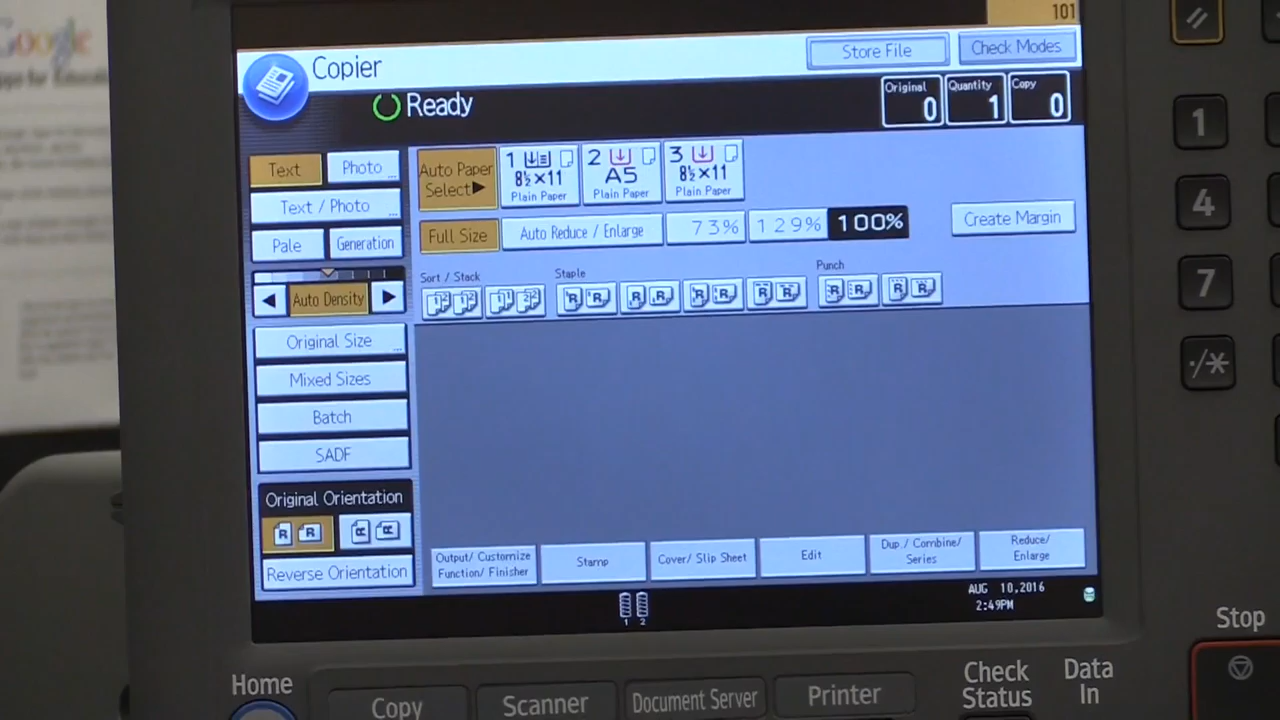 Google
101
Copier
Store File
Check Modes
Ready
Original
0
Quantity
1
Copy
0
Text
Photo
...
Auto Paper
Select▶
1
8½×11
Plain Paper
2
A5
Plain Paper
3
8½×11
Plain Paper
Text / Photo
...
Full Size
Auto Reduce / Enlarge
73%
129%
100%
Create Margin
Pale
Generation
Sort / Stack
Staple
Punch
◀
Auto Density
▶
Original Size
...
Mixed Sizes
Batch
SADF
Original Orientation
R R
R R
Reverse Orientation
Output/ Customize
Function/ Finisher
Stamp
Cover/ Slip Sheet
Edit
Dup./ Combine/
Series
Reduce/
Enlarge
1 2
AUG 10,2016
2:49PM
1
4
7
./*
Stop
Home
Copy
Scanner
Document Server
Printer
Check
Status
Data
In